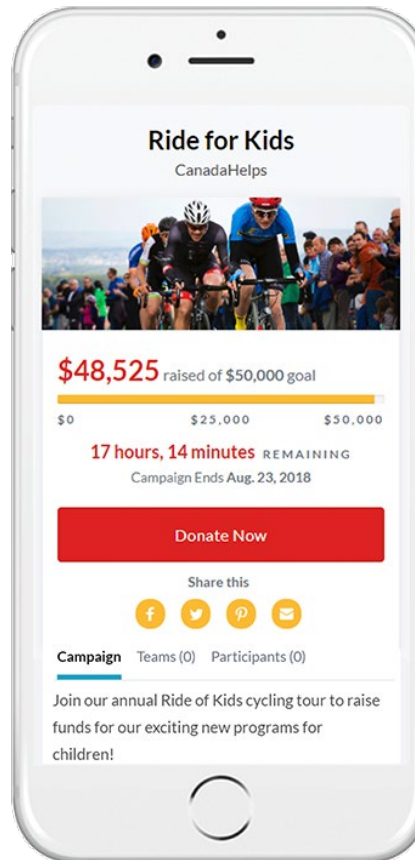 Ride for Kids
CanadaHelps
$48,525 raised of $50,000 goal
$0 $25,000 $50,000
17 hours, 14 minutes REMAINING
Campaign Ends Aug. 23, 2018
Donate Now
Share this
Campaign Teams (0) Participants (0)
Join our annual Ride of Kids cycling tour to raise
funds for our exciting new programs for
children!